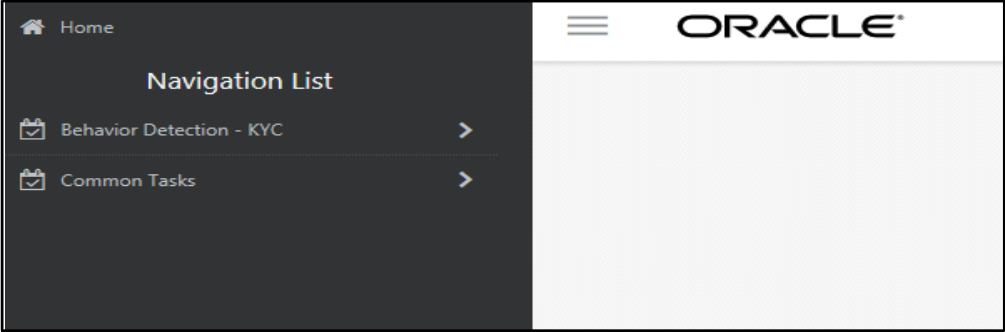 Home
ORACLE
Navigation List
Behavior Detection - KYC
Common Tasks